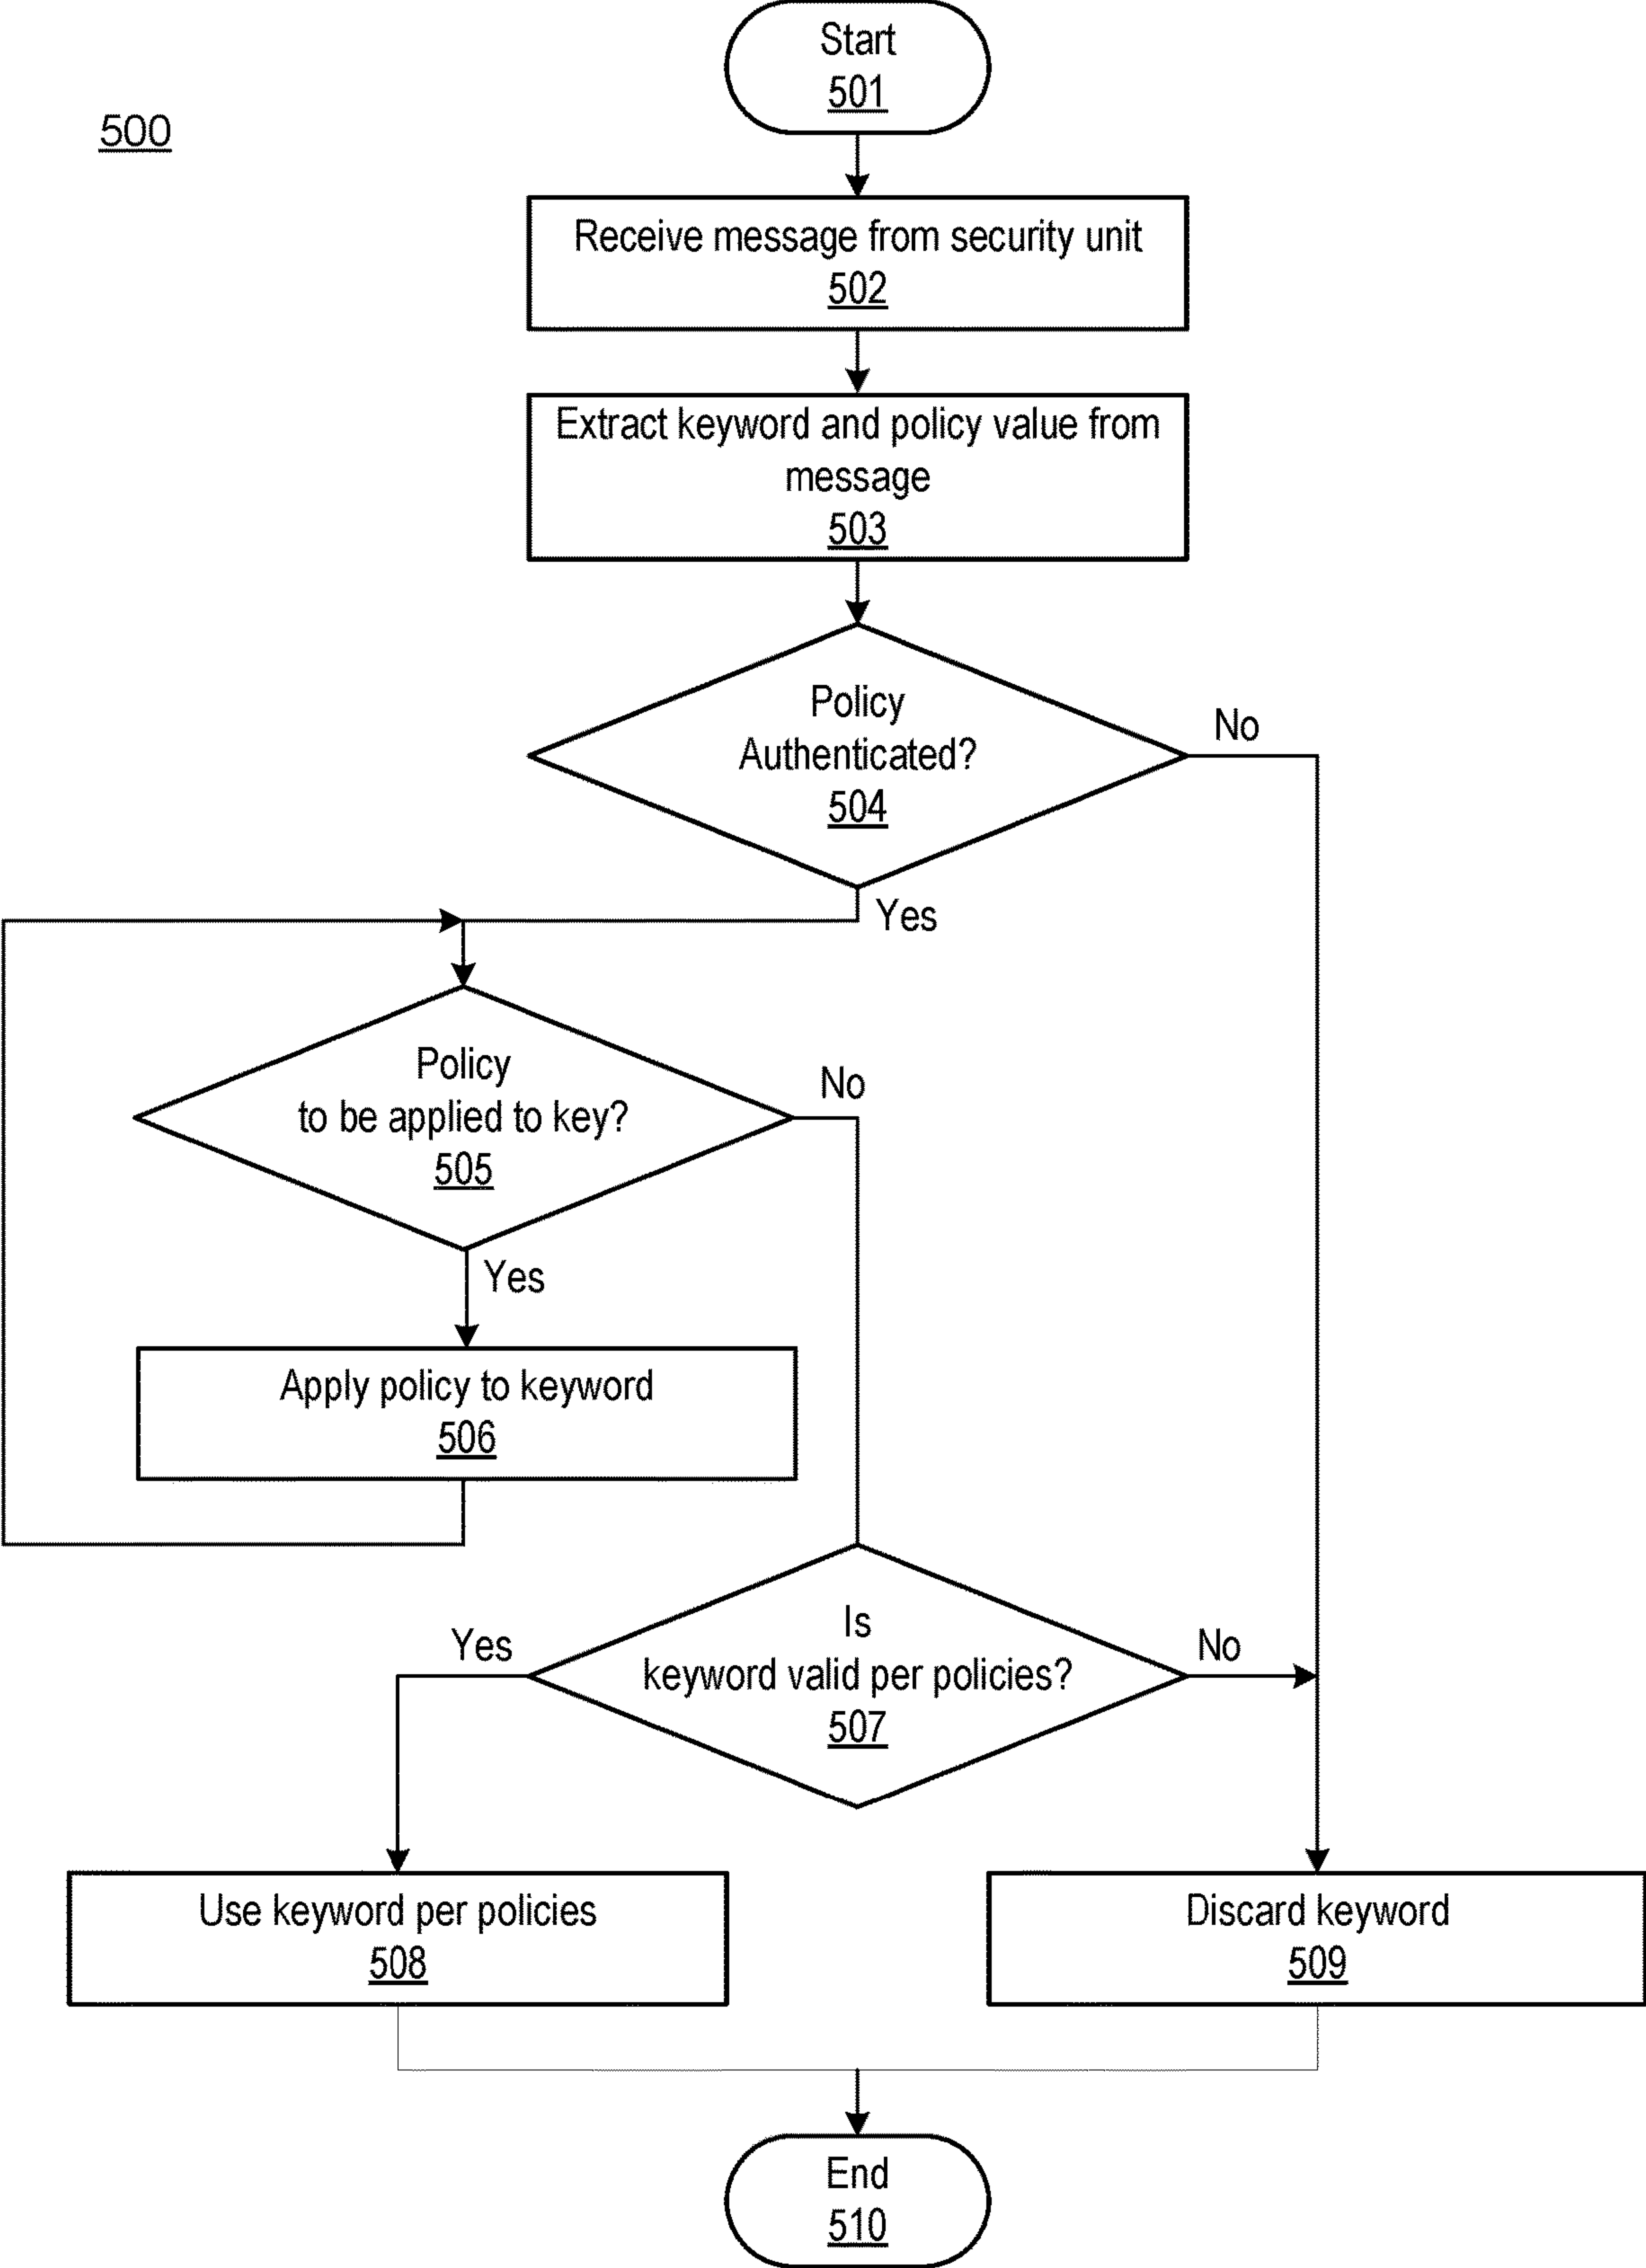 Start
501
500
Receive message from security unit
502
Extract keyword and policy value from
message
503
Policy
Authenticated?
504
No
Yes
Policy
to be applied to key?
505
No
Yes
Apply policy to keyword
506
Is
keyword valid per policies?
507
Yes
No
Use keyword per policies
508
Discard keyword
509
End
510